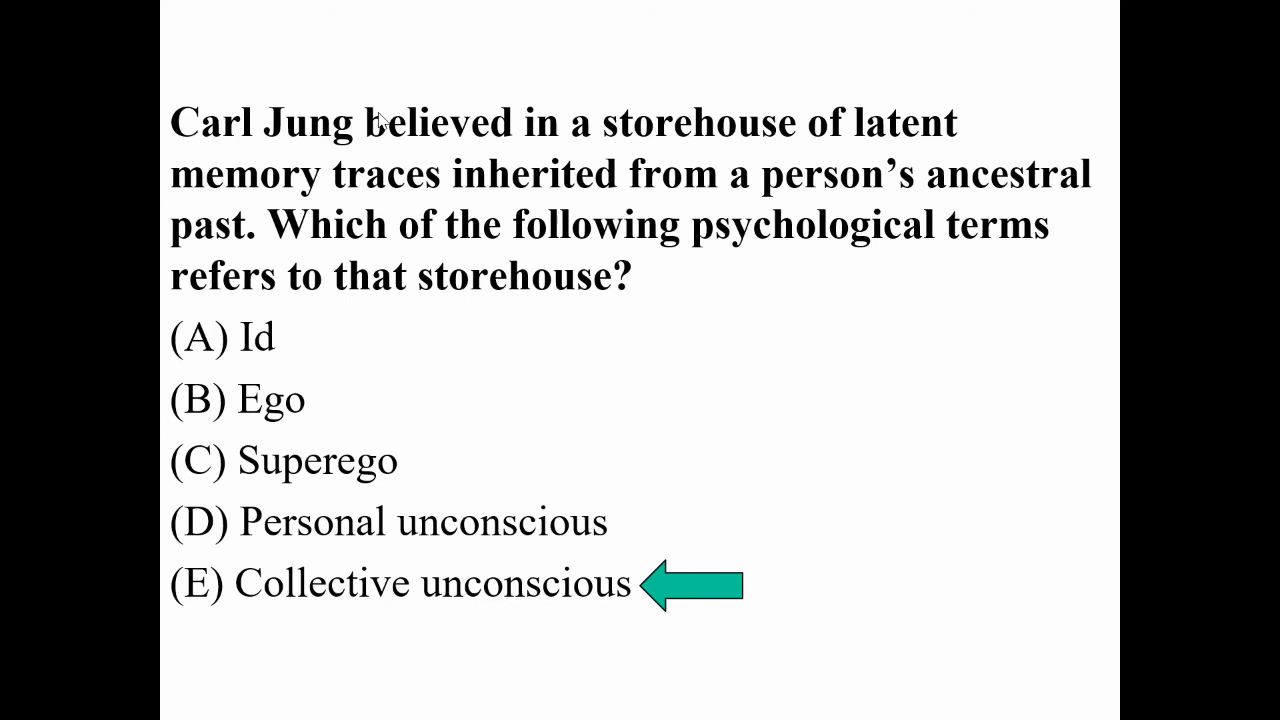 Carl Jung believed in a storehouse of latent
memory traces inherited from a person’s ancestral
past. Which of the following psychological terms
refers to that storehouse?
(A) Id
(B) Ego
(C) Superego
(D) Personal unconscious
(E) Collective unconscious